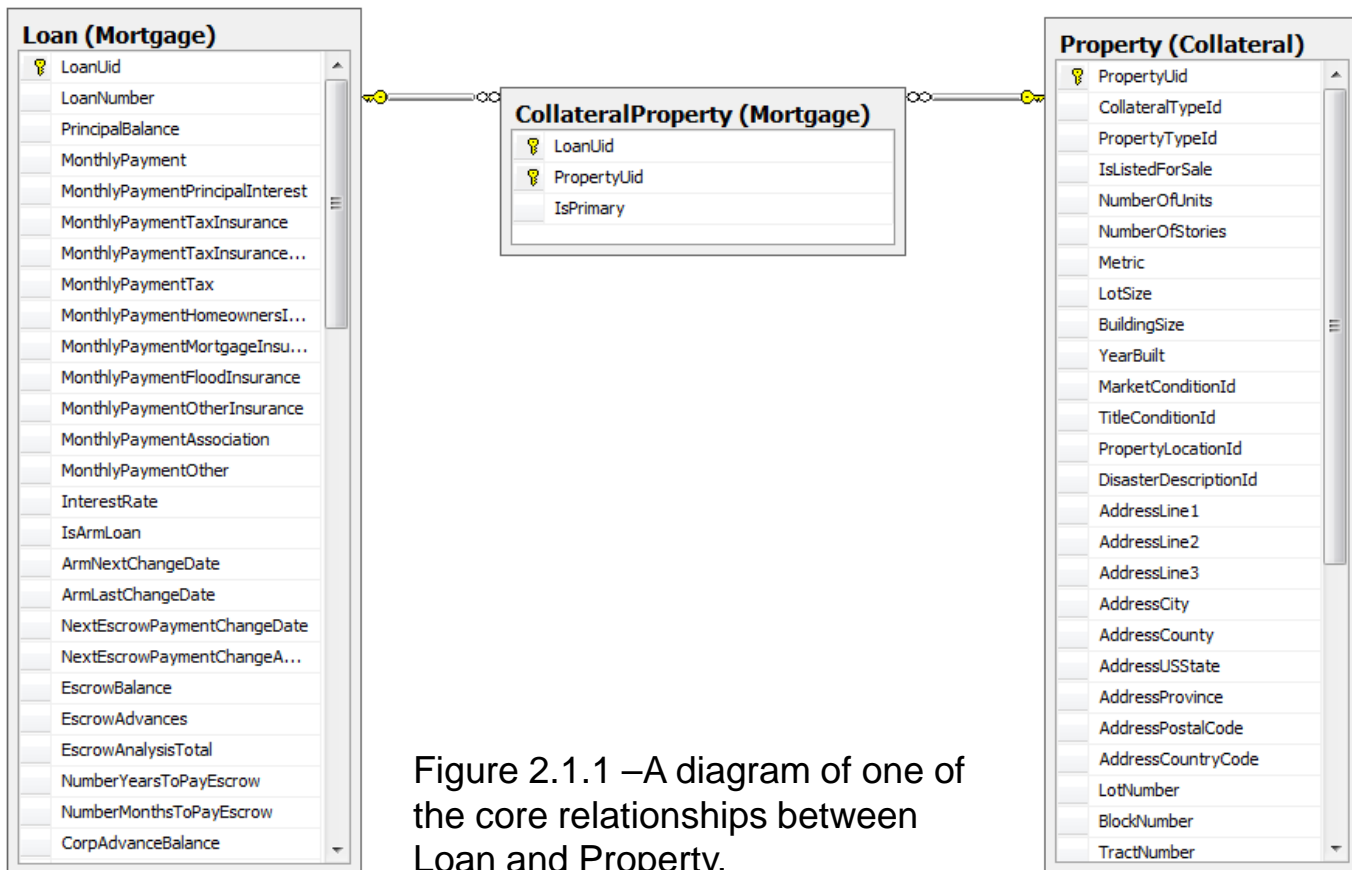 Loan (Mortgage)
LoanUid
LoanNumber
PrincipalBalance
MonthlyPayment
MonthlyPaymentPrincipalInterest
MonthlyPaymentTaxInsurance
MonthlyPaymentTaxInsurance...
MonthlyPaymentTax
MonthlyPaymentHomeownersI...
MonthlyPaymentMortgageInsu...
MonthlyPaymentFloodInsurance
MonthlyPaymentOtherInsurance
MonthlyPaymentAssociation
MonthlyPaymentOther
InterestRate
IsArmLoan
ArmNextChangeDate
ArmLastChangeDate
NextEscrowPaymentChangeDate
NextEscrowPaymentChangeA...
EscrowBalance
EscrowAdvances
EscrowAnalysisTotal
NumberYearsToPayEscrow
NumberMonthsToPayEscrow
CorpAdvanceBalance
CollateralProperty (Mortgage)
LoanUid
PropertyUid
IsPrimary
Property (Collateral)
PropertyUid
CollateralTypeId
PropertyTypeId
IsListedForSale
NumberOfUnits
NumberOfStories
Metric
LotSize
BuildingSize
YearBuilt
MarketConditionId
TitleConditionId
PropertyLocationId
DisasterDescriptionId
AddressLine1
AddressLine2
AddressLine3
AddressCity
AddressCounty
AddressUSState
AddressProvince
AddressPostalCode
AddressCountryCode
LotNumber
BlockNumber
TractNumber
Figure 2.1.1 –A diagram of one of
the core relationships between
Loan and Property.